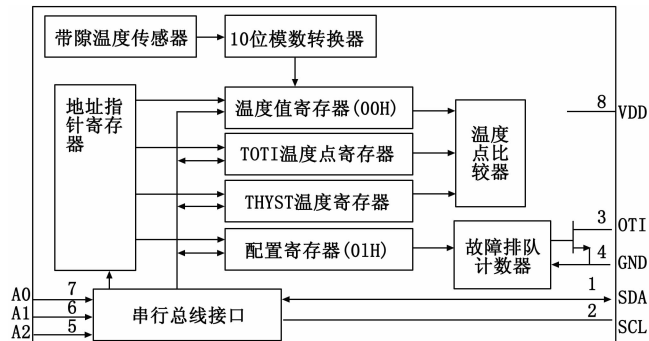 带隙温度传感器
10位模数转换器
地址指
针寄存
器
温度值寄存器(00H)
TOTI温度点寄存器
THYST温度寄存器
配置寄存器(01H)
温度
点比
较器
故障排队
计数器
串行总线接口
8
VDD
3
OTI
4
GND
1
SDA
2
SCL
A0
7
A1
6
A2
5